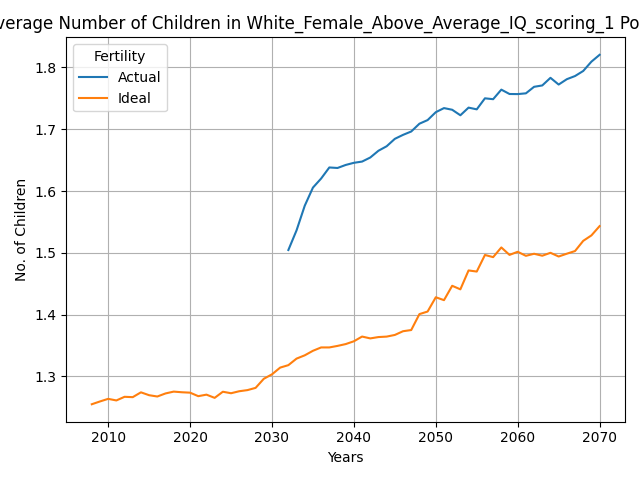 verage Number of Children in White_Female_Above_Average_IQ_scoring_1 Po
Fertility
Actual
Ideal
1.8
1.7
1.6
1.5
1.4
1.3
No. of Children
2010 2020 2030 2040 2050 2060 2070
Years